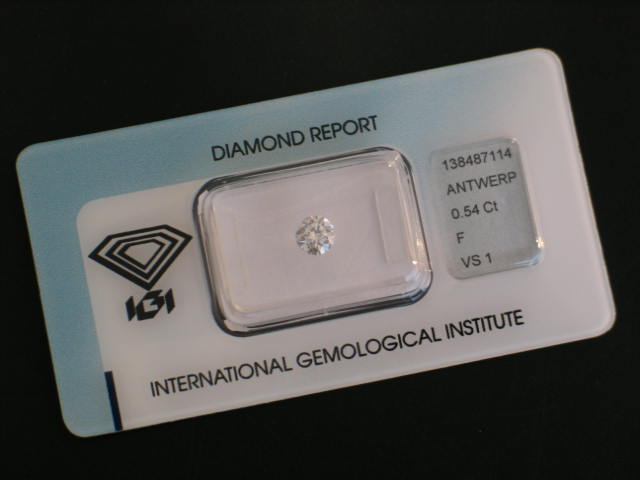 DIAMOND REPORT
138487114
ANTWERP
0.54 Ct
F
VS 1
IGI
INTERNATIONAL GEMOLOGICAL INSTITUTE